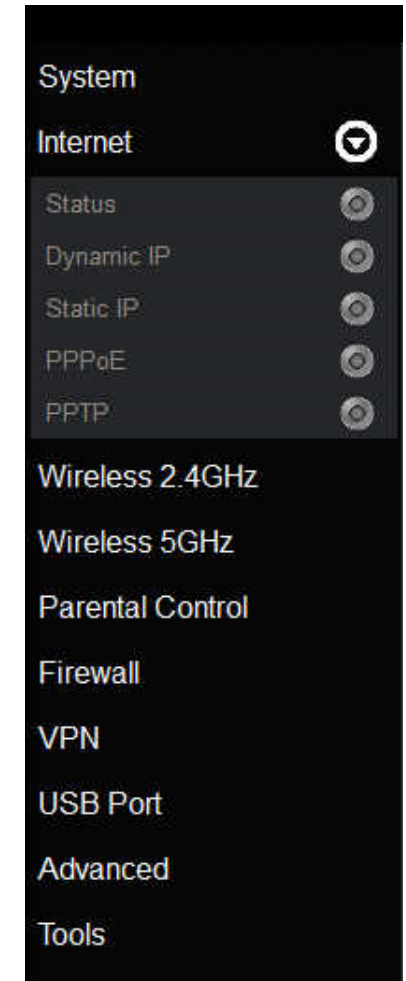 System
Internet
Status
Dynamic IP
Static IP
PPPoE
PPTP
Wireless 2.4GHz
Wireless 5GHz
Parental Control
Firewall
VPN
USB Port
Advanced
Tools